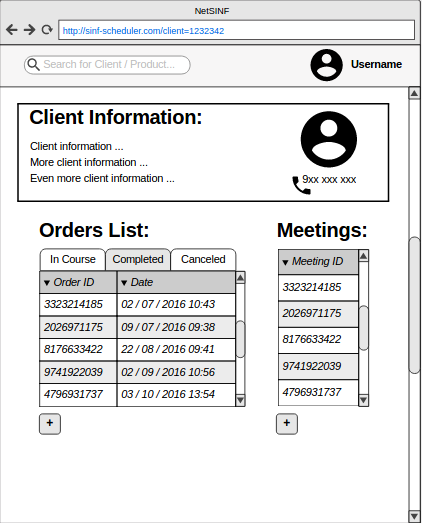 NetSINF
http://sinf-scheduler.com/client=1232342
Search for Client / Product...
Username
Client Information:
Client information ...
More client information ...
Even more client information ...
9xx xxx xxx
Orders List:
In Course Completed Canceled
▼ Order ID ▼ Date
3323214185 02 / 07 / 2016 10:43
2026971175 09 / 07 / 2016 09:38
8176633422 22 / 08 / 2016 09:41
9741922039 02 / 09 / 2016 10:56
4796931737 03 / 10 / 2016 13:54
+
Meetings:
▼ Meeting ID
3323214185
2026971175
8176633422
9741922039
4796931737
+